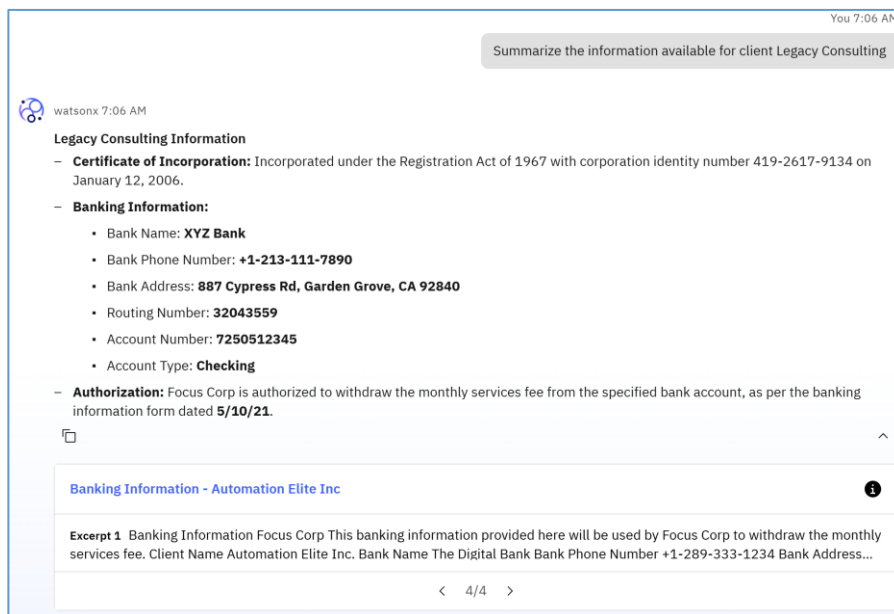 You 7:06 AM
Summarize the information available for client Legacy Consulting
watsonx 7:06 AM
Legacy Consulting Information
– Certificate of Incorporation: Incorporated under the Registration Act of 1967 with corporation identity number 419-2617-9134 on
January 12, 2006.
– Banking Information:
▪ Bank Name: XYZ Bank
▪ Bank Phone Number: +1-213-111-7890
▪ Bank Address: 887 Cypress Rd, Garden Grove, CA 92840
▪ Routing Number: 32043559
▪ Account Number: 7250512345
▪ Account Type: Checking
– Authorization: Focus Corp is authorized to withdraw the monthly services fee from the specified bank account, as per the banking
information form dated 5/10/21.
Banking Information - Automation Elite Inc
Excerpt 1 Banking Information Focus Corp This banking information provided here will be used by Focus Corp to withdraw the monthly
services fee. Client Name Automation Elite Inc. Bank Name The Digital Bank Bank Phone Number +1-289-333-1234 Bank Address...
4/4